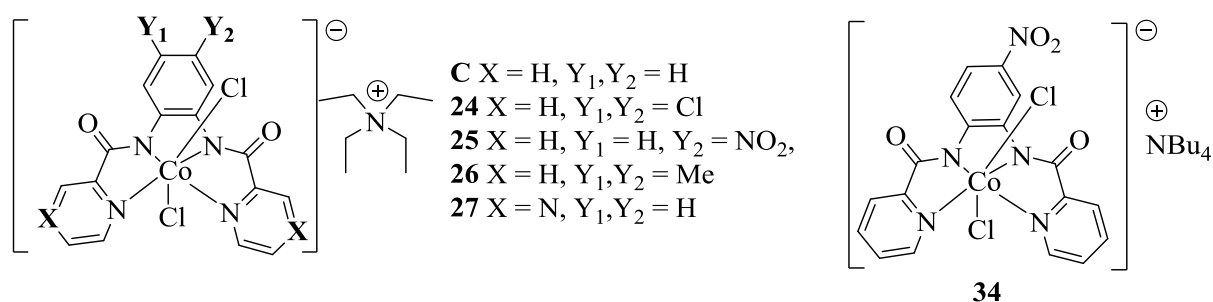 Y₁ Y₂
Cl
O N N O
Co
N Cl N
X X
⊖
⊕
N
C X = H, Y₁,Y₂ = H
24 X = H, Y₁,Y₂ = Cl
25 X = H, Y₁ = H, Y₂ = NO₂,
26 X = H, Y₁,Y₂ = Me
27 X = N, Y₁,Y₂ = H
NO₂
Cl
O N N O
Co
N Cl N
⊖
⊕
NBu₄
34